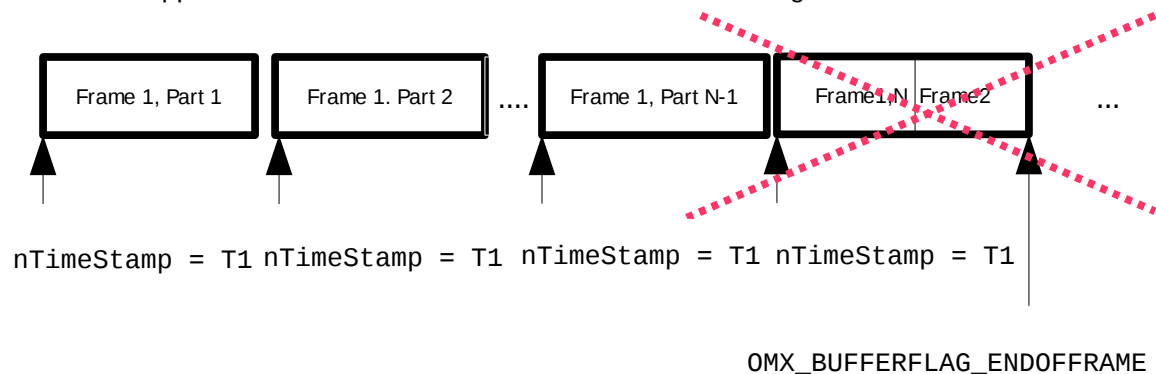 Frame 1, Part 1 Frame 1. Part 2 .... Frame 1, Part N-1 Frame1,N Frame2 ...
nTimeStamp = T1 nTimeStamp = T1 nTimeStamp = T1 nTimeStamp = T1
OMX_BUFFERFLAG_ENDOFFRAME